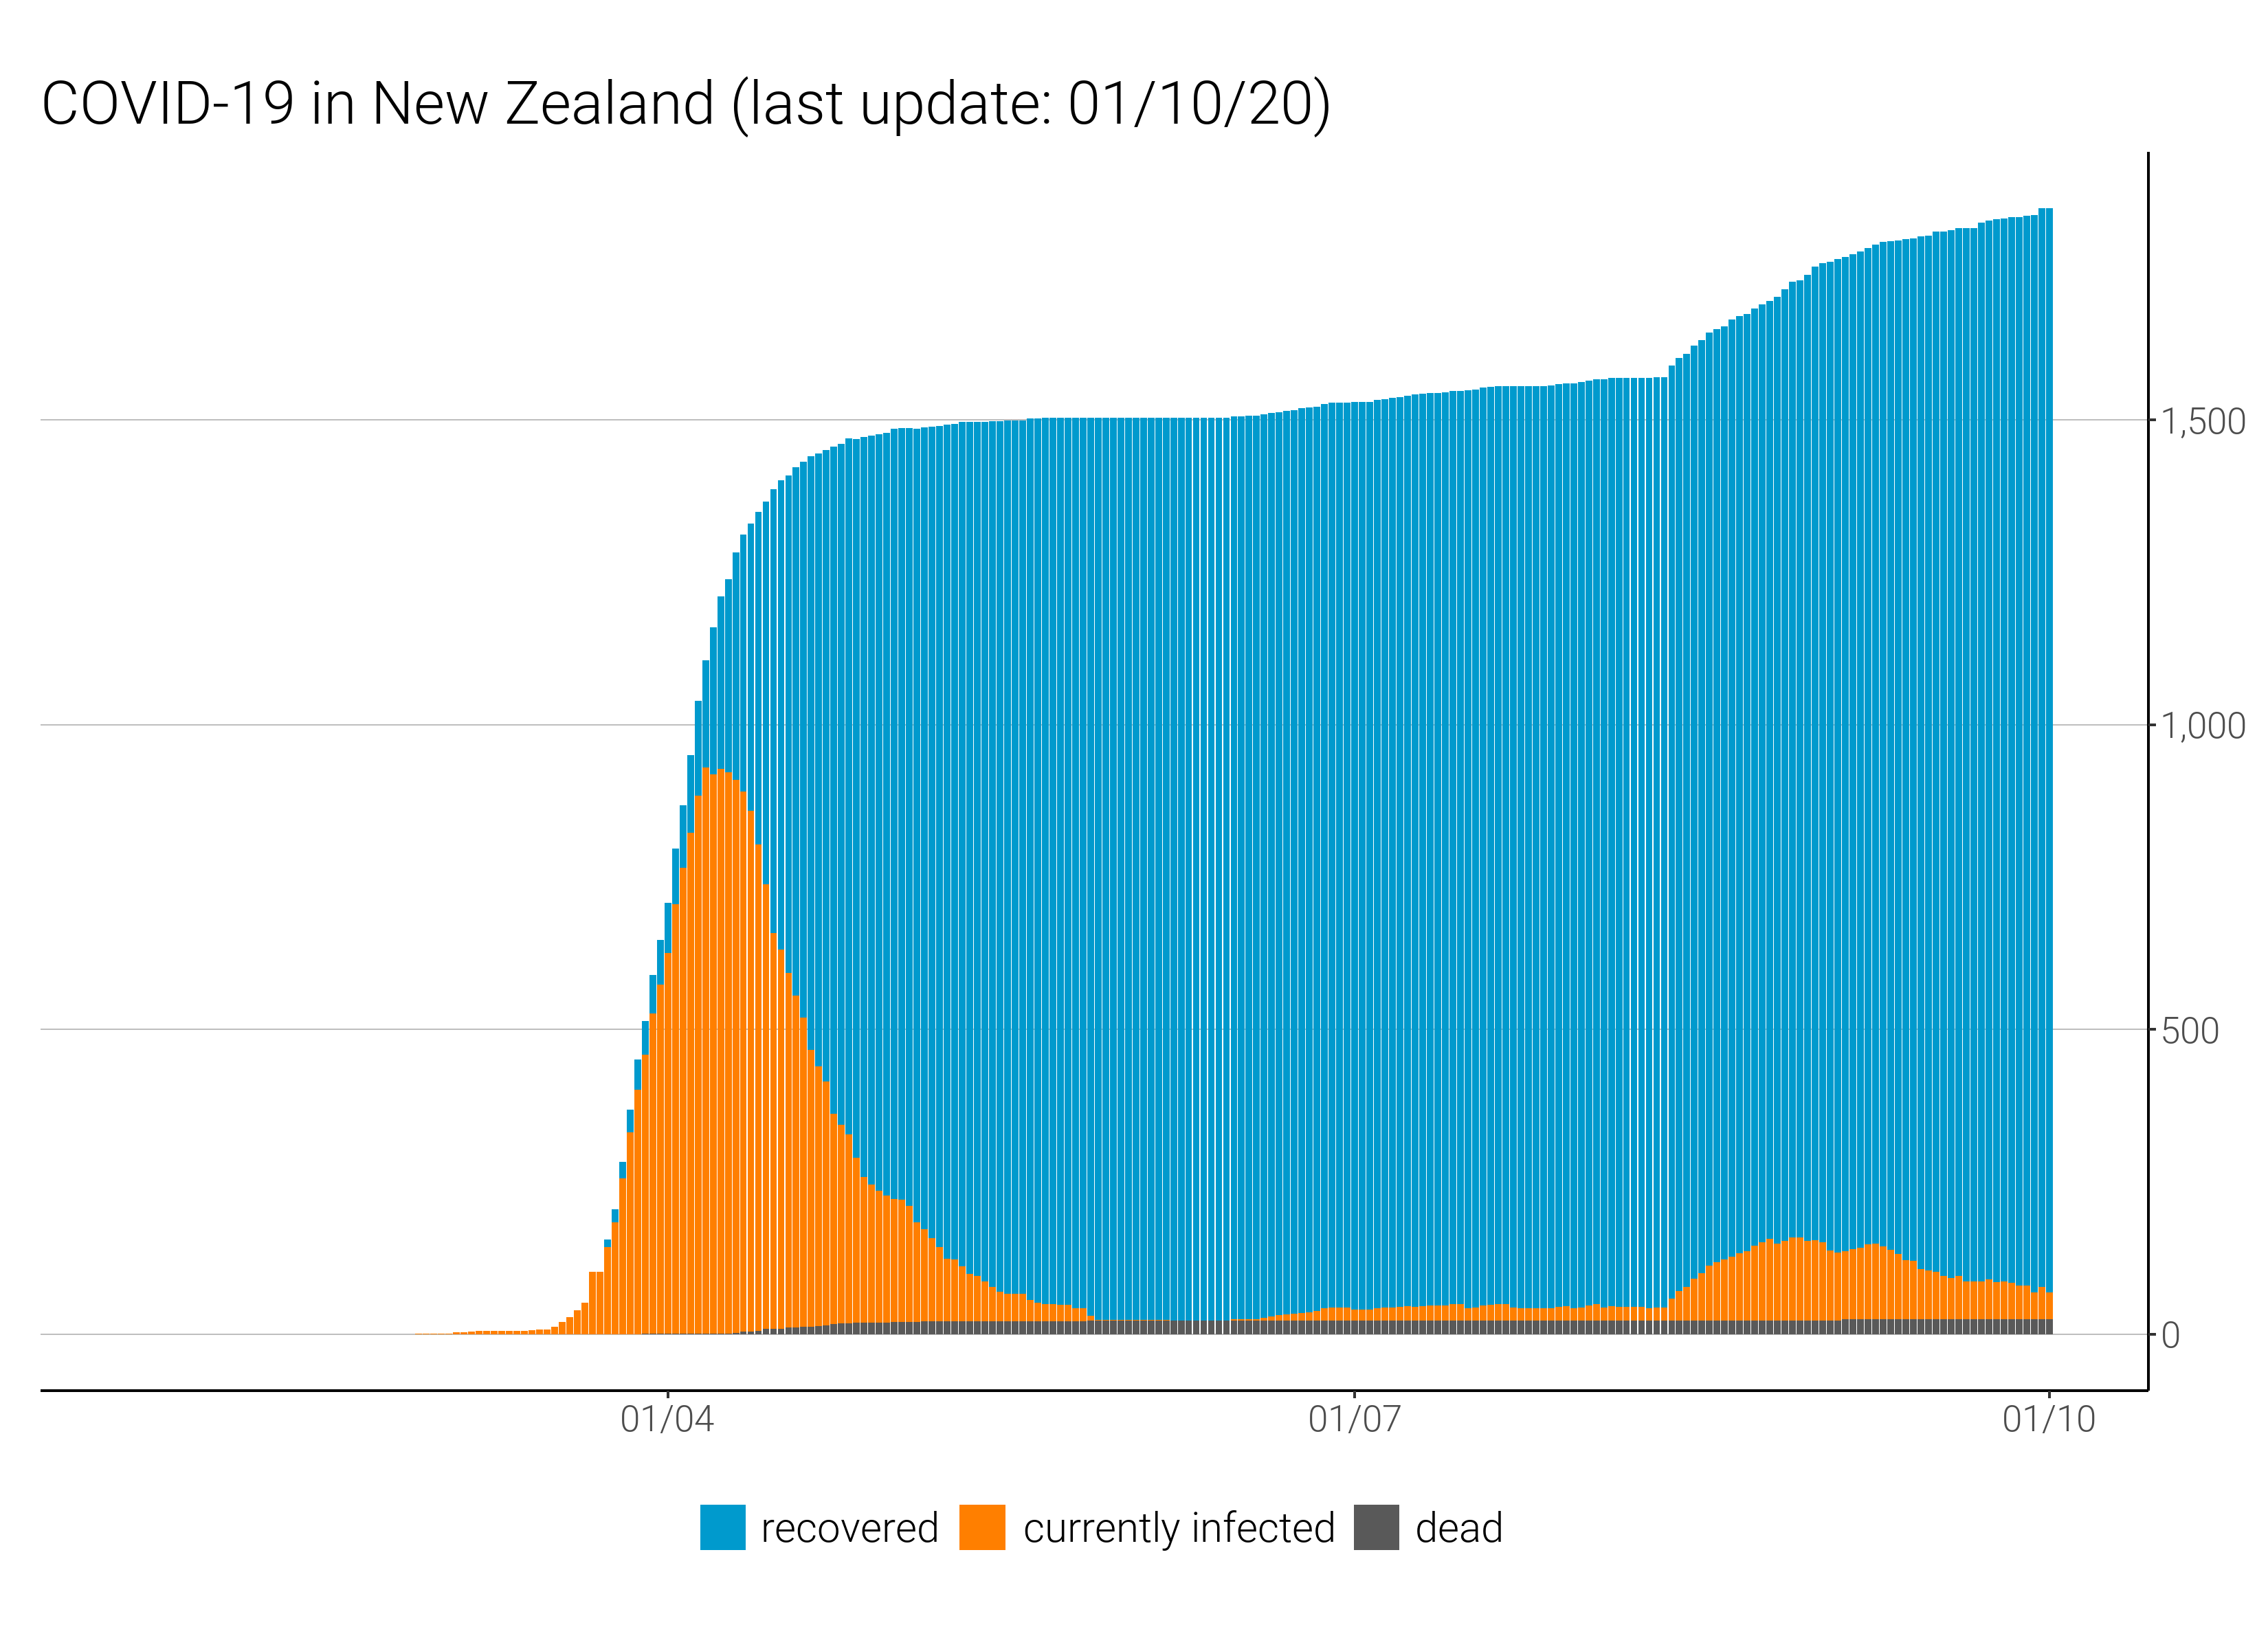 COVID-19 in New Zealand (last update: 01/10/20)
1,500
1,000
500
0
01/04 01/07 01/10
recovered currently infected dead